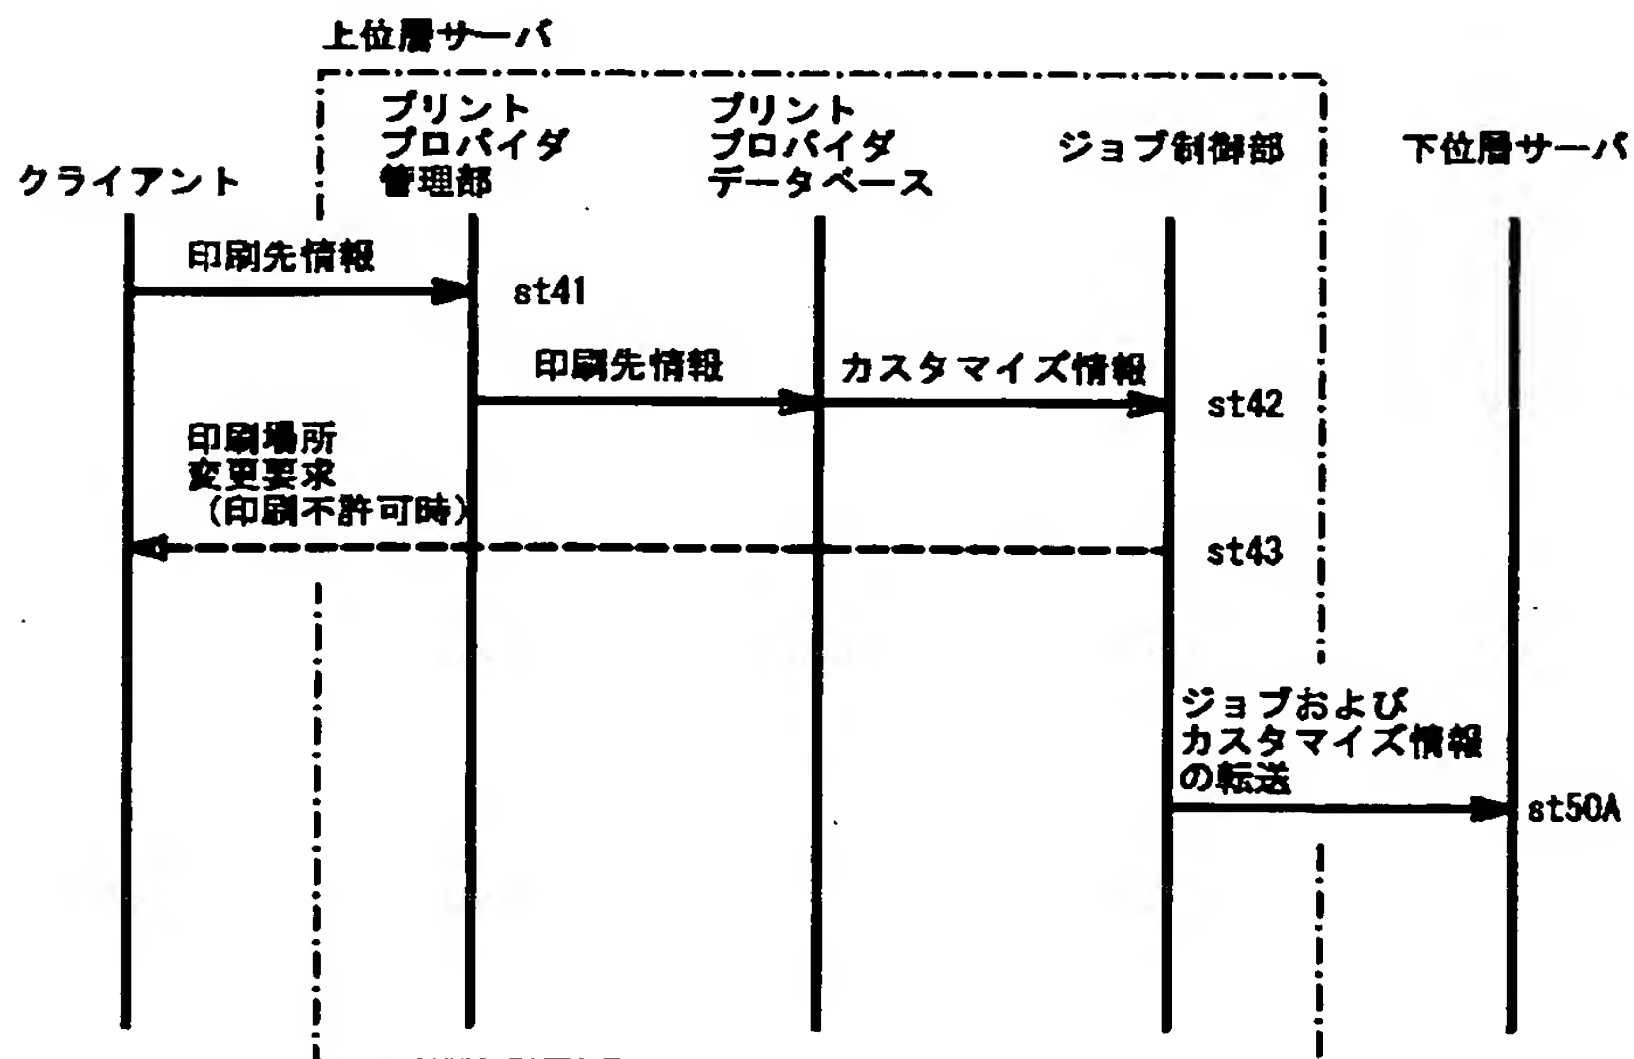 上位層サーバ
クライアント
プリント
プロバイダ
管理部
プリント
プロバイダ
データベース
ジョブ制御部
下位層サーバ
印刷先情報
st41
印刷先情報
カスタマイズ情報
st42
印刷場所
変更要求
(印刷不許可時)
st43
ジョブおよび
カスタマイズ情報
の転送
st50A